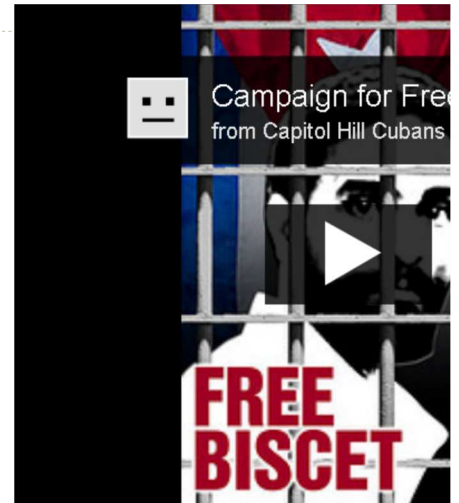 Campaign for Free
from Capitol Hill Cubans
FREE
BISCET